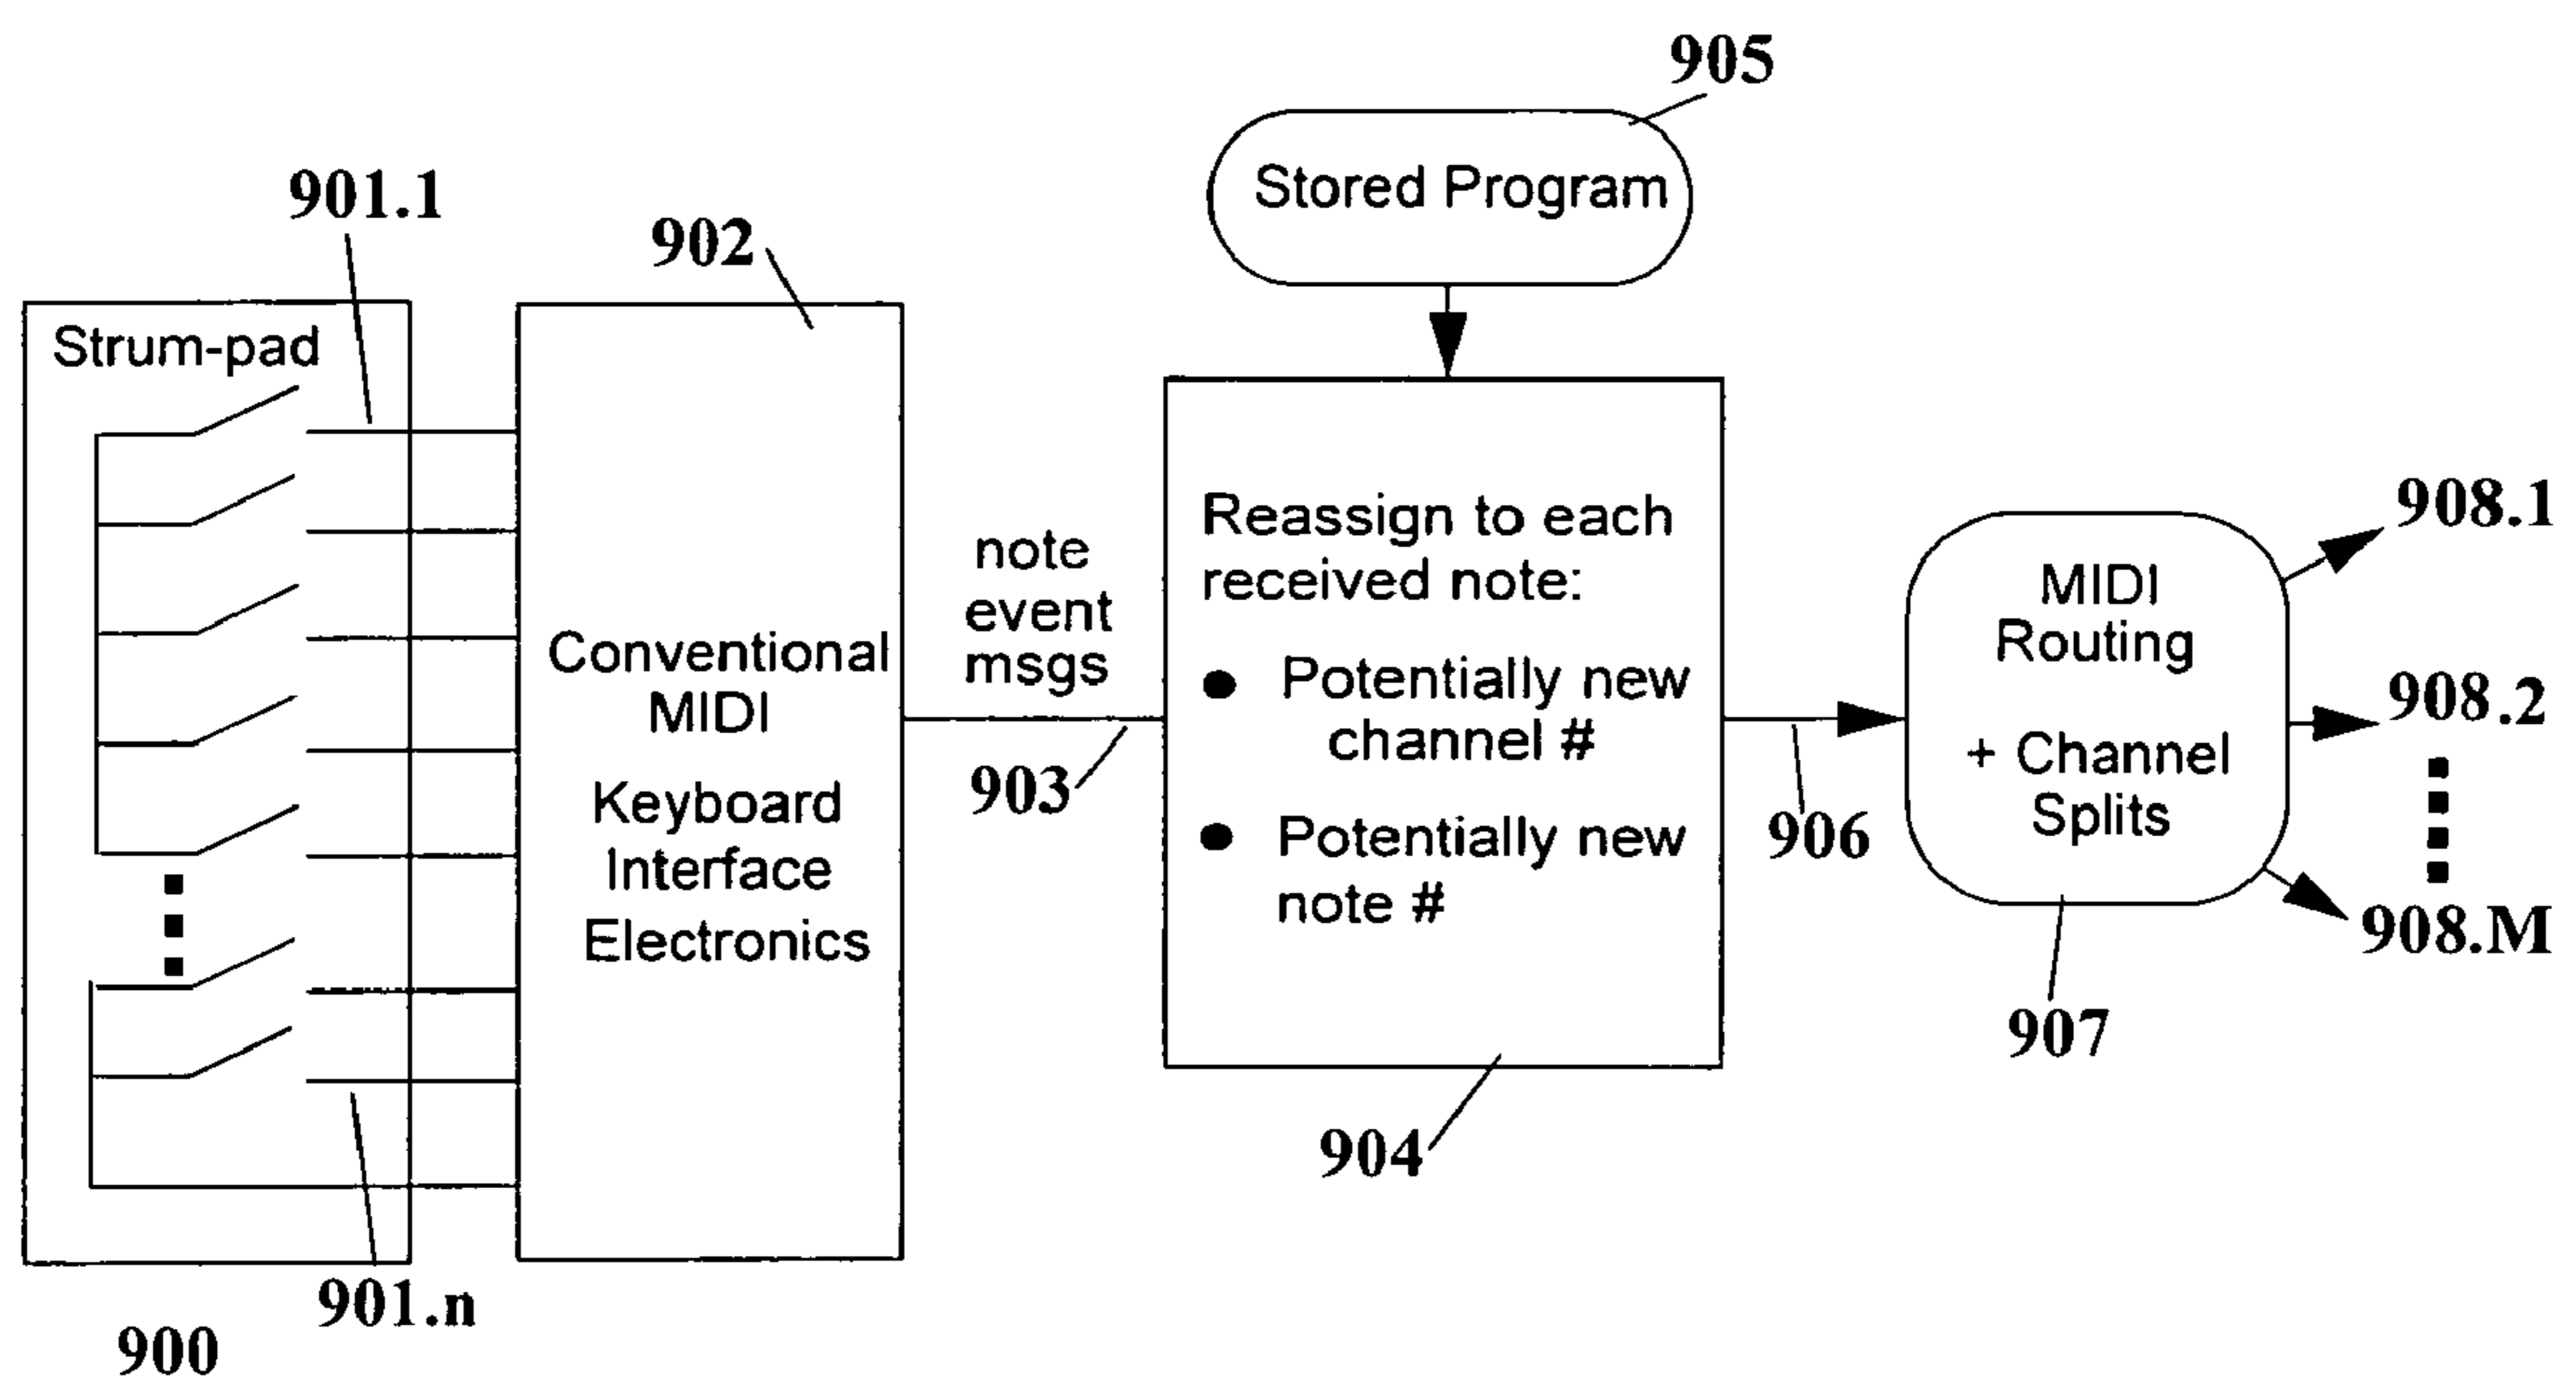 905
Stored Program
901.1
902
Strum-pad
Conventional
MIDI
Keyboard
Interface
Electronics
note
event
msgs
903
Reassign to each
received note:
● Potentially new
channel #
● Potentially new
note #
904
906
MIDI
Routing
+ Channel
Splits
907
908.1
908.2
908.M
901.n
900